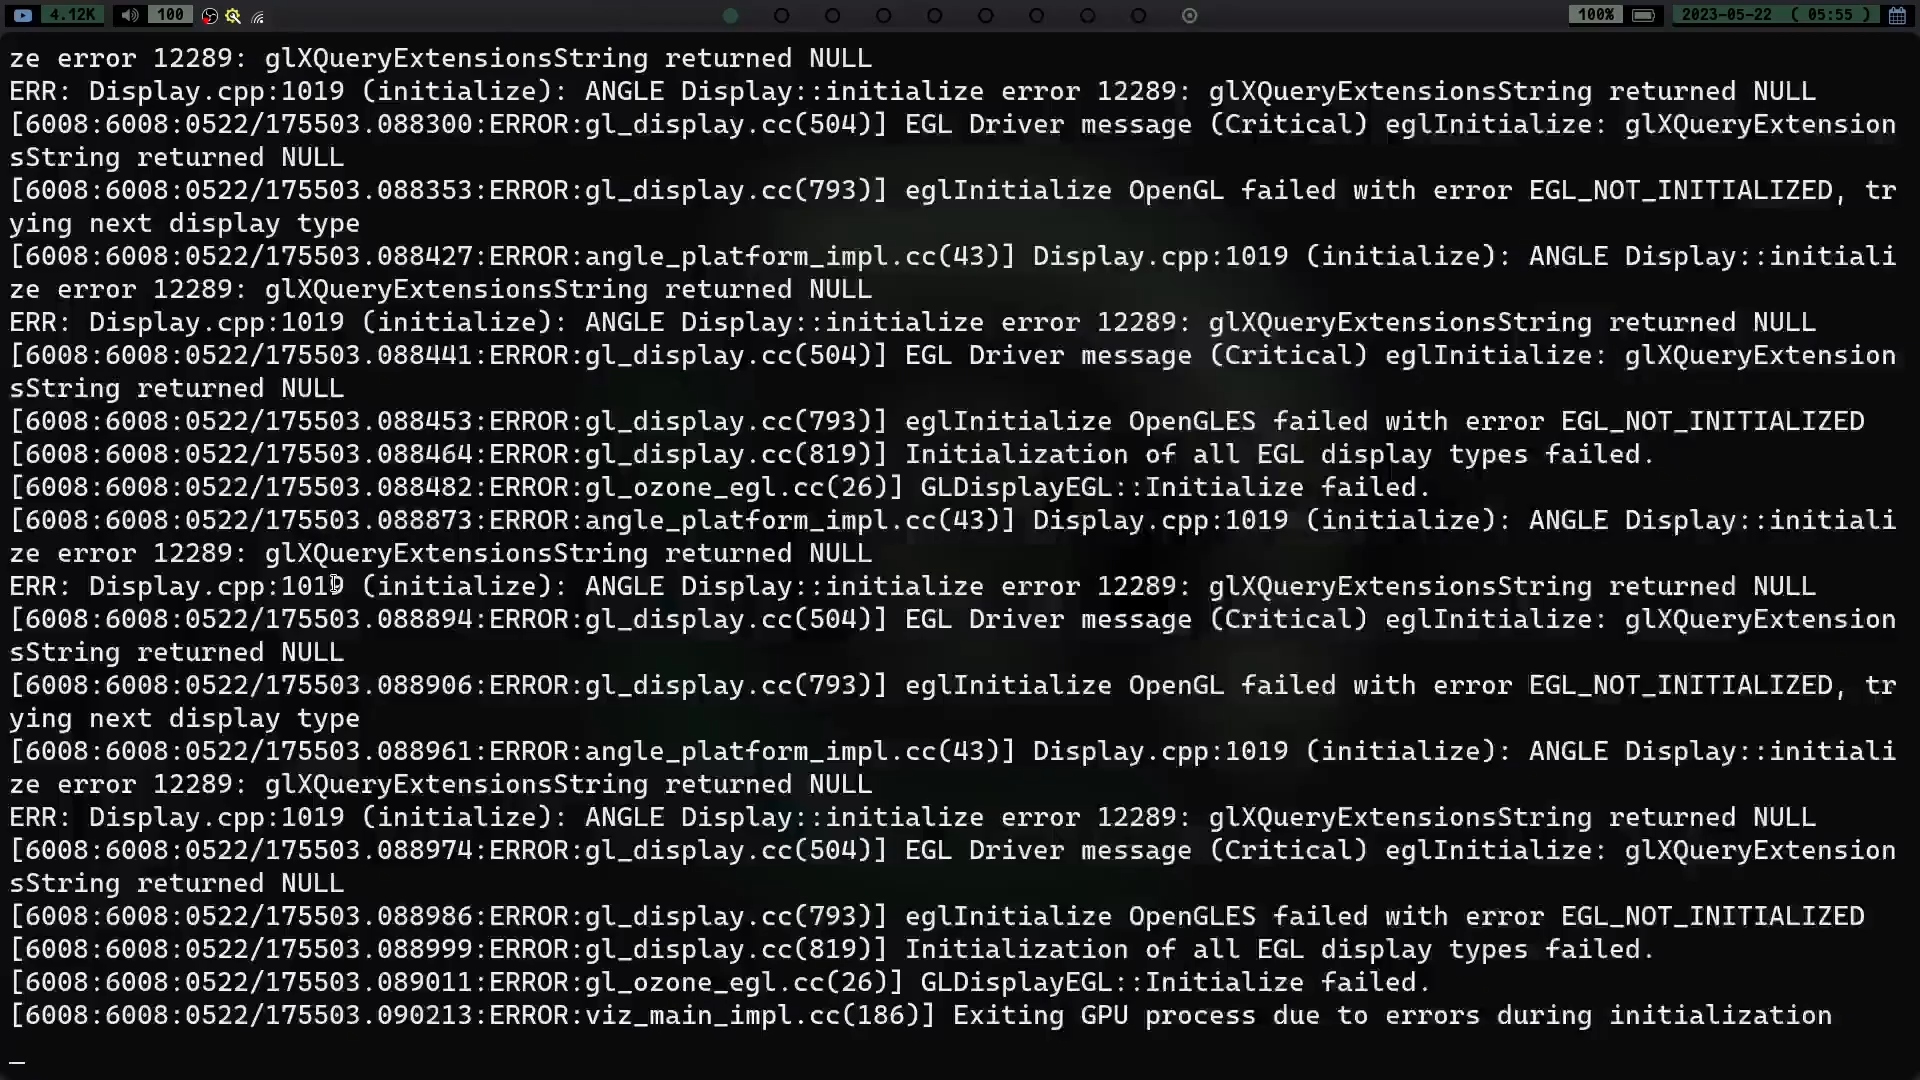 4.12K 100 100% 2023-05-22 ( 05:55 )
ze error 12289: glXQueryExtensionsString returned NULL
ERR: Display.cpp:1019 (initialize): ANGLE Display::initialize error 12289: glXQueryExtensionsString returned NULL
[6008:6008:0522/175503.088300:ERROR:gl_display.cc(504)] EGL Driver message (Critical) eglInitialize: glXQueryExtension
sString returned NULL
[6008:6008:0522/175503.088353:ERROR:gl_display.cc(793)] eglInitialize OpenGL failed with error EGL_NOT_INITIALIZED, tr
ying next display type
[6008:6008:0522/175503.088427:ERROR:angle_platform_impl.cc(43)] Display.cpp:1019 (initialize): ANGLE Display::initiali
ze error 12289: glXQueryExtensionsString returned NULL
ERR: Display.cpp:1019 (initialize): ANGLE Display::initialize error 12289: glXQueryExtensionsString returned NULL
[6008:6008:0522/175503.088441:ERROR:gl_display.cc(504)] EGL Driver message (Critical) eglInitialize: glXQueryExtension
sString returned NULL
[6008:6008:0522/175503.088453:ERROR:gl_display.cc(793)] eglInitialize OpenGLES failed with error EGL_NOT_INITIALIZED
[6008:6008:0522/175503.088464:ERROR:gl_display.cc(819)] Initialization of all EGL display types failed.
[6008:6008:0522/175503.088482:ERROR:gl_ozone_egl.cc(26)] GLDisplayEGL::Initialize failed.
[6008:6008:0522/175503.088873:ERROR:angle_platform_impl.cc(43)] Display.cpp:1019 (initialize): ANGLE Display::initiali
ze error 12289: glXQueryExtensionsString returned NULL
ERR: Display.cpp:1019 (initialize): ANGLE Display::initialize error 12289: glXQueryExtensionsString returned NULL
[6008:6008:0522/175503.088894:ERROR:gl_display.cc(504)] EGL Driver message (Critical) eglInitialize: glXQueryExtension
sString returned NULL
[6008:6008:0522/175503.088906:ERROR:gl_display.cc(793)] eglInitialize OpenGL failed with error EGL_NOT_INITIALIZED, tr
ying next display type
[6008:6008:0522/175503.088961:ERROR:angle_platform_impl.cc(43)] Display.cpp:1019 (initialize): ANGLE Display::initiali
ze error 12289: glXQueryExtensionsString returned NULL
ERR: Display.cpp:1019 (initialize): ANGLE Display::initialize error 12289: glXQueryExtensionsString returned NULL
[6008:6008:0522/175503.088974:ERROR:gl_display.cc(504)] EGL Driver message (Critical) eglInitialize: glXQueryExtension
sString returned NULL
[6008:6008:0522/175503.088986:ERROR:gl_display.cc(793)] eglInitialize OpenGLES failed with error EGL_NOT_INITIALIZED
[6008:6008:0522/175503.088999:ERROR:gl_display.cc(819)] Initialization of all EGL display types failed.
[6008:6008:0522/175503.089011:ERROR:gl_ozone_egl.cc(26)] GLDisplayEGL::Initialize failed.
[6008:6008:0522/175503.090213:ERROR:viz_main_impl.cc(186)] Exiting GPU process due to errors during initialization